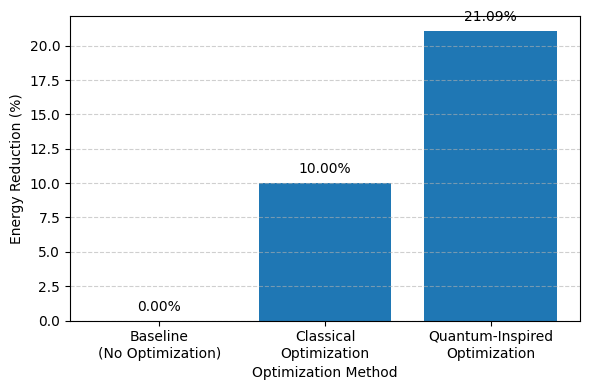 21.09%
20.0
17.5
15.0
12.5
10.00%
10.0
7.5
5.0
2.5
0.00%
0.0
Energy Reduction (%)
Baseline
(No Optimization)
Classical
Optimization
Quantum-Inspired
Optimization
Optimization Method